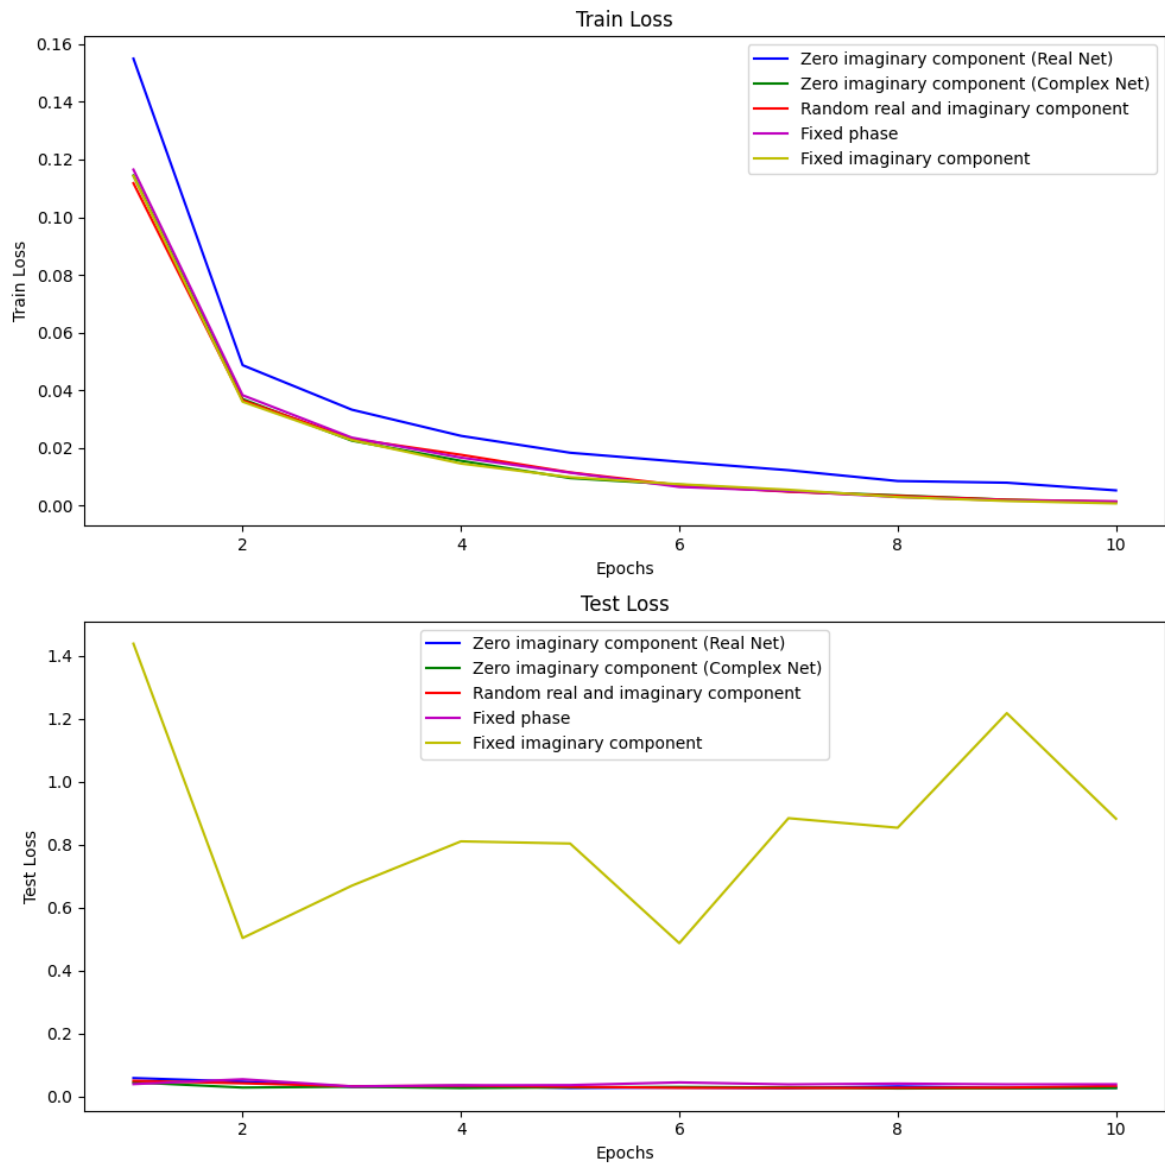 Train Loss
0.16
0.14
0.12
0.10
0.08
0.06
0.04
0.02
0.00
Train Loss
Zero imaginary component (Real Net)
Zero imaginary component (Complex Net)
Random real and imaginary component
Fixed phase
Fixed imaginary component
2 4 6 8 10
Epochs
Test Loss
1.4
1.2
1.0
0.8
0.6
0.4
0.2
0.0
Test Loss
Zero imaginary component (Real Net)
Zero imaginary component (Complex Net)
Random real and imaginary component
Fixed phase
Fixed imaginary component
2 4 6 8 10
Epochs